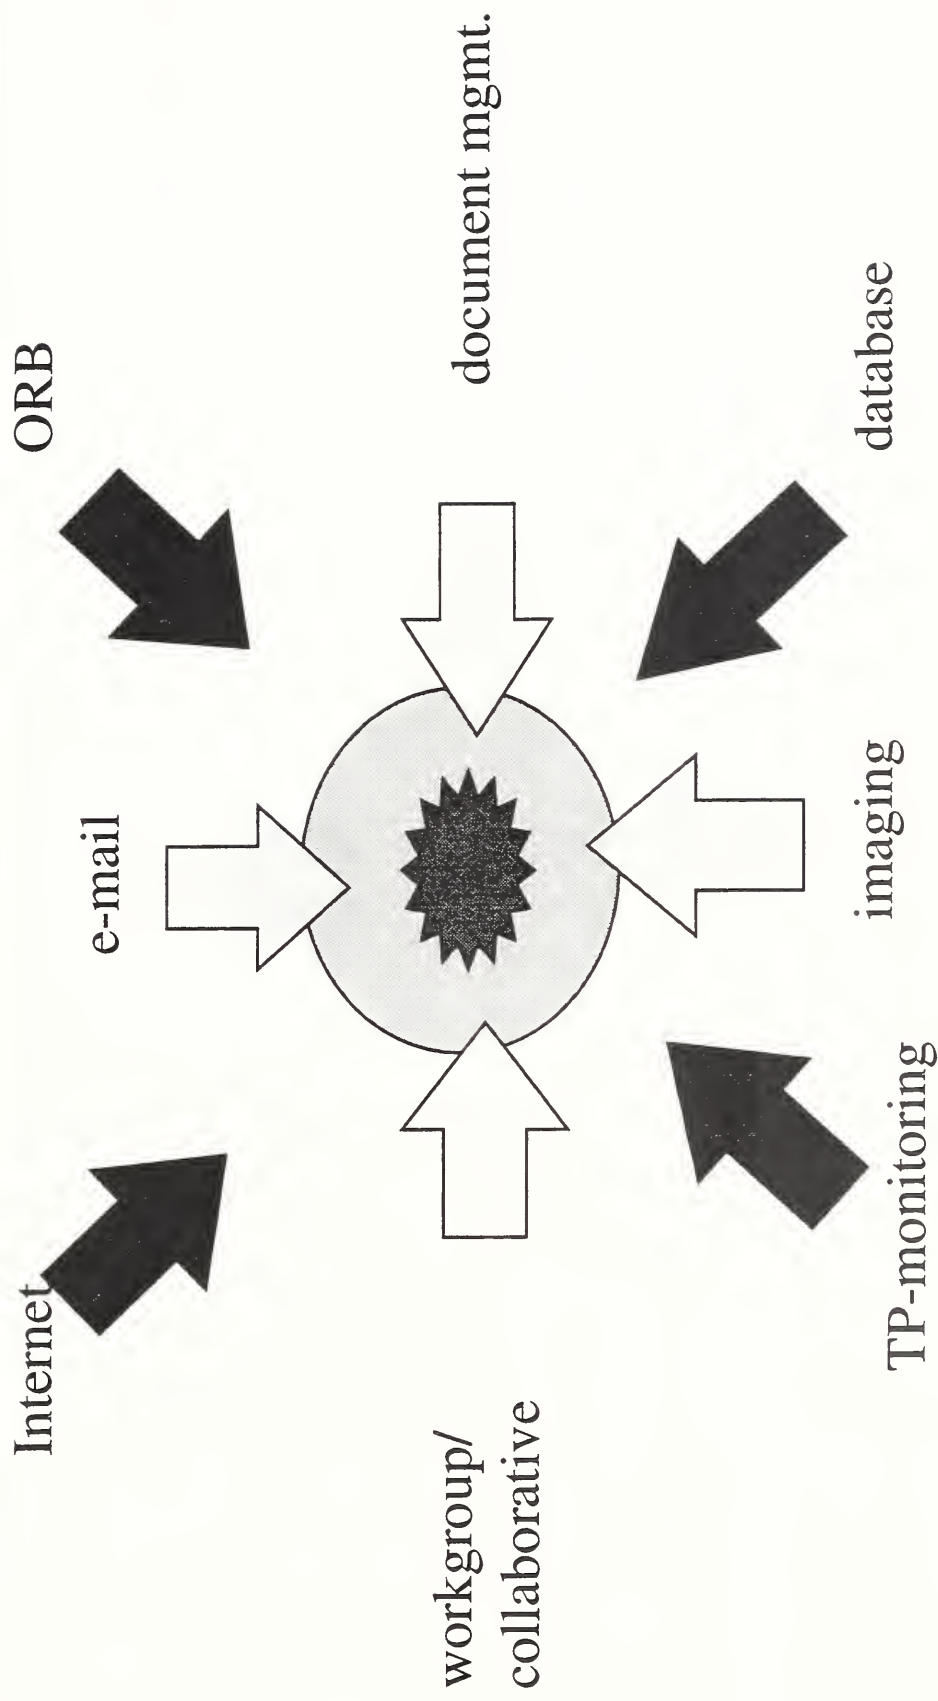 Internet
e-mail
ORB
workgroup/
collaborative
document mgmt.
TP-monitoring
imaging
database